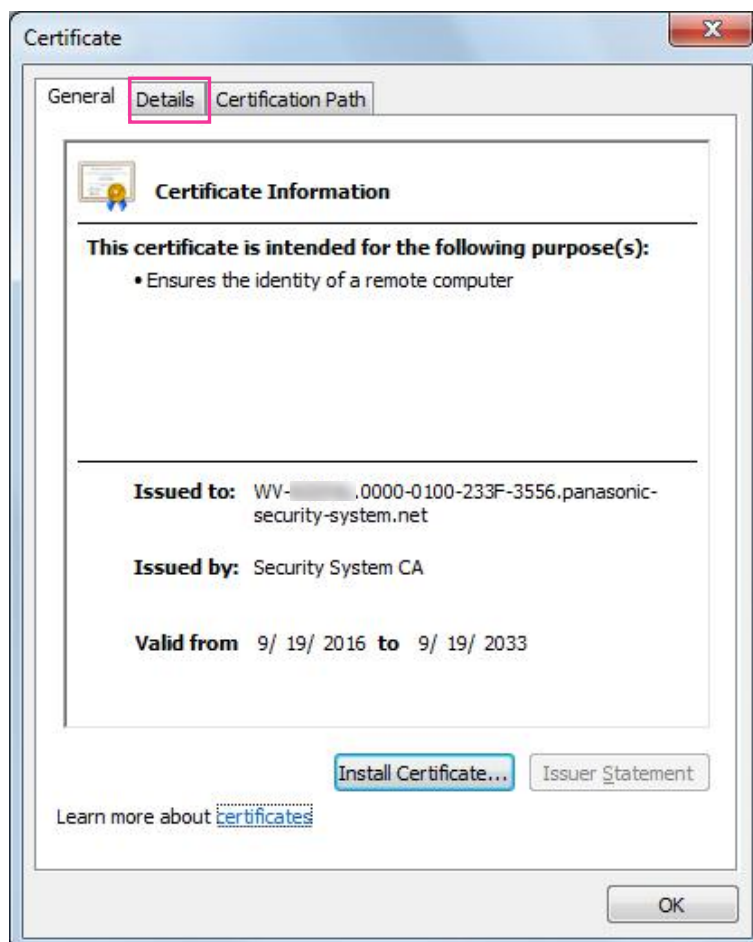 Certificate
General Details Certification Path
Certificate Information
This certificate is intended for the following purpose(s):
• Ensures the identity of a remote computer
Issued to: WV- .0000-0100-233F-3556.panasonic-
security-system.net
Issued by: Security System CA
Valid from 9/ 19/ 2016 to 9/ 19/ 2033
Install Certificate... Issuer Statement
Learn more about certificates
OK